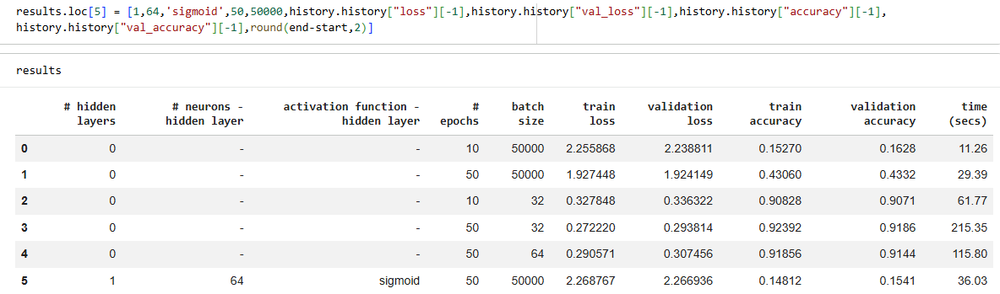 results.loc[5] = [1,64,'sigmoid',50,50000,history.history["loss"][-1],history.history["val_loss"][-1],history.history["accuracy"][-1],
history.history["val_accuracy"][-1],round(end-start,2)]
results
# hidden layers # neurons - hidden layer activation function - hidden layer # epochs batch size train loss validation loss train accuracy validation accuracy time (secs)
0 0 - - 10 50000 2.255868 2.238811 0.15270 0.1628 11.26
1 0 - - 50 50000 1.927448 1.924149 0.43060 0.4332 29.39
2 0 - - 10 32 0.327848 0.336322 0.90828 0.9071 61.77
3 0 - - 50 32 0.272220 0.293814 0.92392 0.9186 215.35
4 0 - - 50 64 0.290571 0.307456 0.91856 0.9144 115.80
5 1 64 sigmoid 50 50000 2.268767 2.266936 0.14812 0.1541 36.03